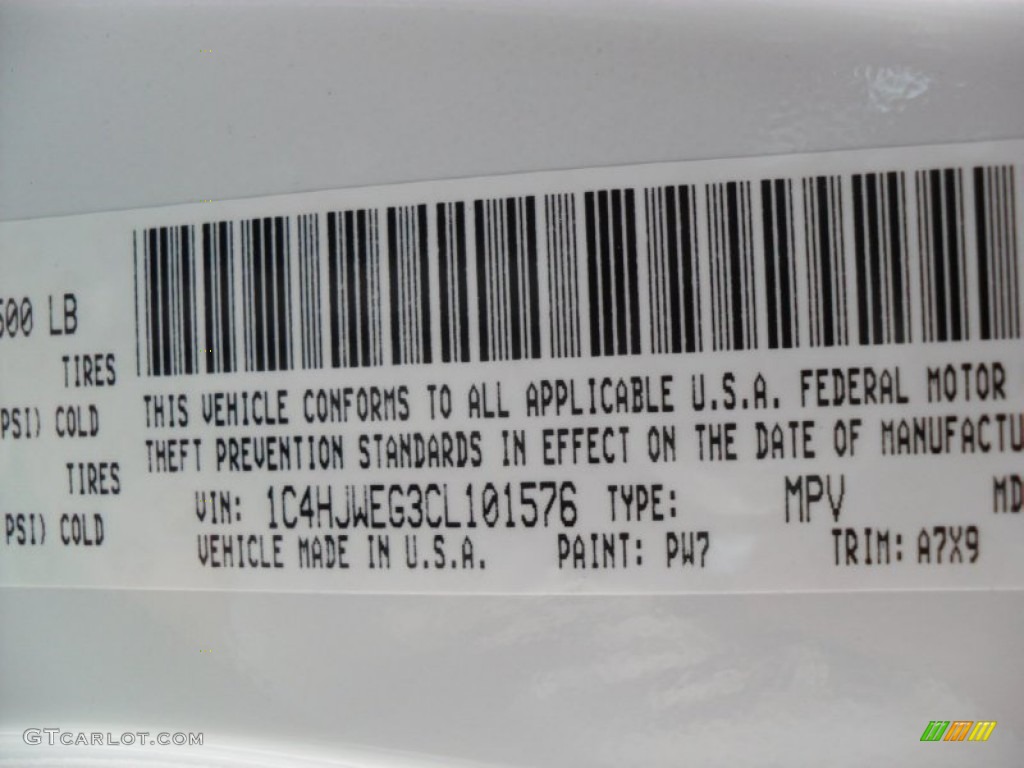 500 LB
TIRES
PSI) COLD
TIRES
PSI) COLD
THIS VEHICLE CONFORMS TO ALL APPLICABLE U.S.A. FEDERAL MOTOR
THEFT PREVENTION STANDARDS IN EFFECT ON THE DATE OF MANUFACTU
VIN: 1C4HJWEG3CL101576 TYPE: MPV MD
VEHICLE MADE IN U.S.A. PAINT: PW7 TRIM: A7X9
GTCARLOT.COM